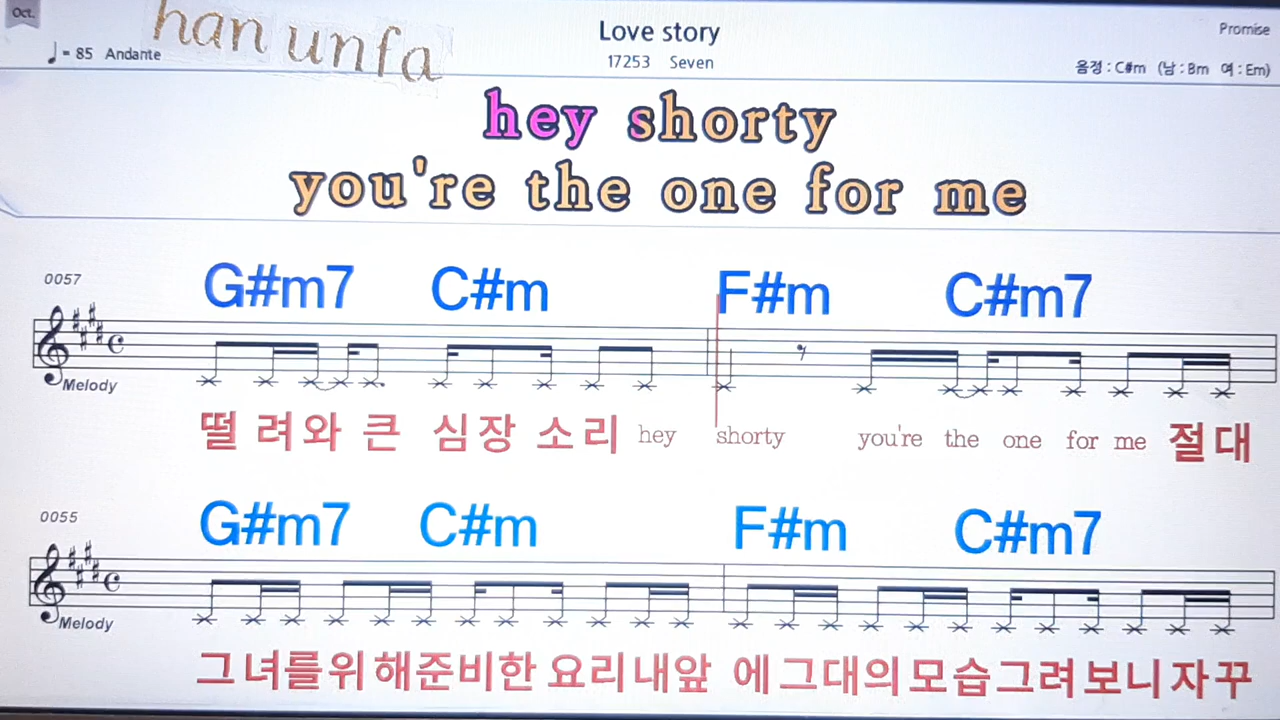 Oct.
han unfa
Love story
Promise
♩= 85 Andante
17253 Seven
음정 : C#m (남 : Bm 여 : Em)
hey shorty
you're the one for me
0057
G#m7 C#m F#m C#m7
Melody
떨 려와 큰 심장 소리 hey shorty you're the one for me 절대
0055
G#m7 C#m F#m C#m7
Melody
그녀를위해준비한 요리내앞 에그대의모습그려보니자꾸